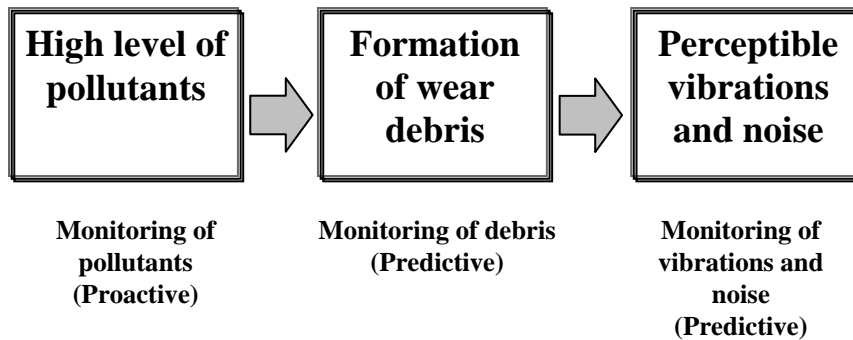 High level of
pollutants
Formation
of wear
debris
Perceptible
vibrations
and noise
Monitoring of
pollutants
(Proactive)
Monitoring of debris
(Predictive)
Monitoring of
vibrations and
noise
(Predictive)